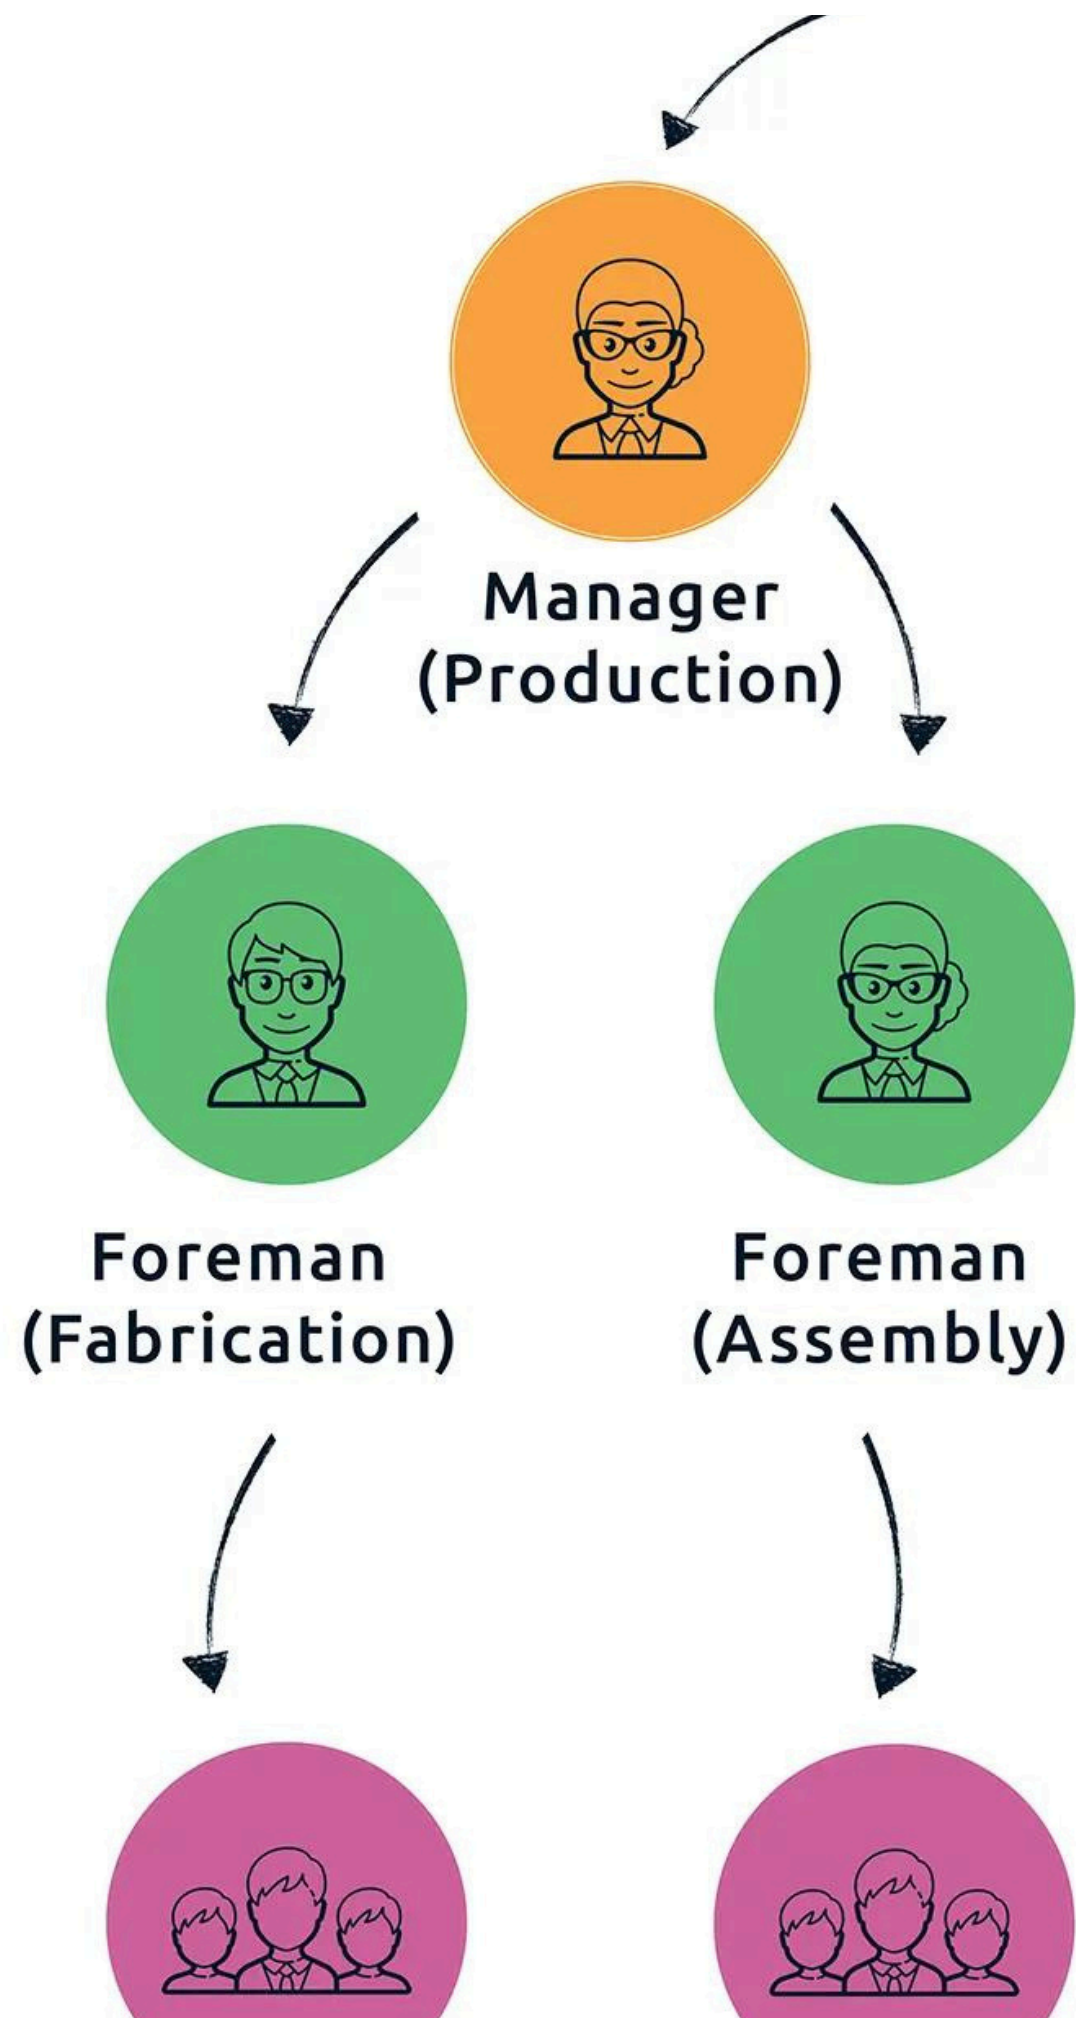 Manager
(Production)
Foreman
(Fabrication)
Foreman
(Assembly)